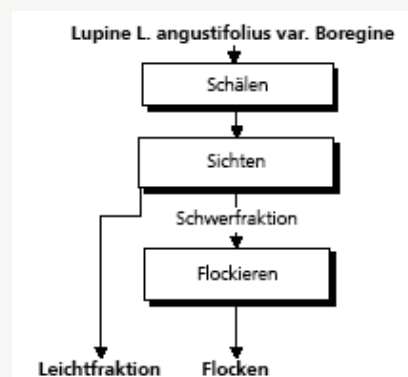 Lupine L. angustifolius var. Boregine
Schälen
Sichten
Schwerfraktion
Flockieren
Leichtfraktion Flocken